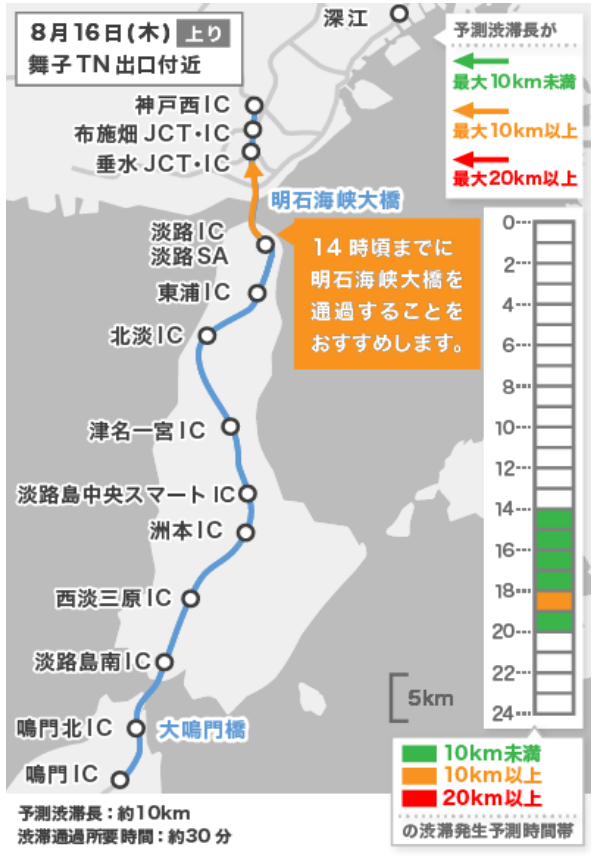 8月16日(木) 上り
舞子TN出口付近
深江
予測渋滞長が
最大10km未満
最大10km以上
最大20km以上
神戸西IC
布施畑JCT・IC
垂水JCT・IC
明石海峡大橋
淡路IC
淡路SA
14時頃までに
明石海峡大橋を
通過することを
おすすめします。
東浦IC
北淡IC
津名一宮IC
淡路島中央スマートIC
洲本IC
西淡三原IC
淡路島南IC
鳴門北IC
大鳴門橋
鳴門IC
0
2
4
6
8
10
12
14
16
18
20
22
24
5km
10km未満
10km以上
20km以上
の渋滞発生予測時間帯
予測渋滞長：約10km
渋滞通過所要時間：約30分